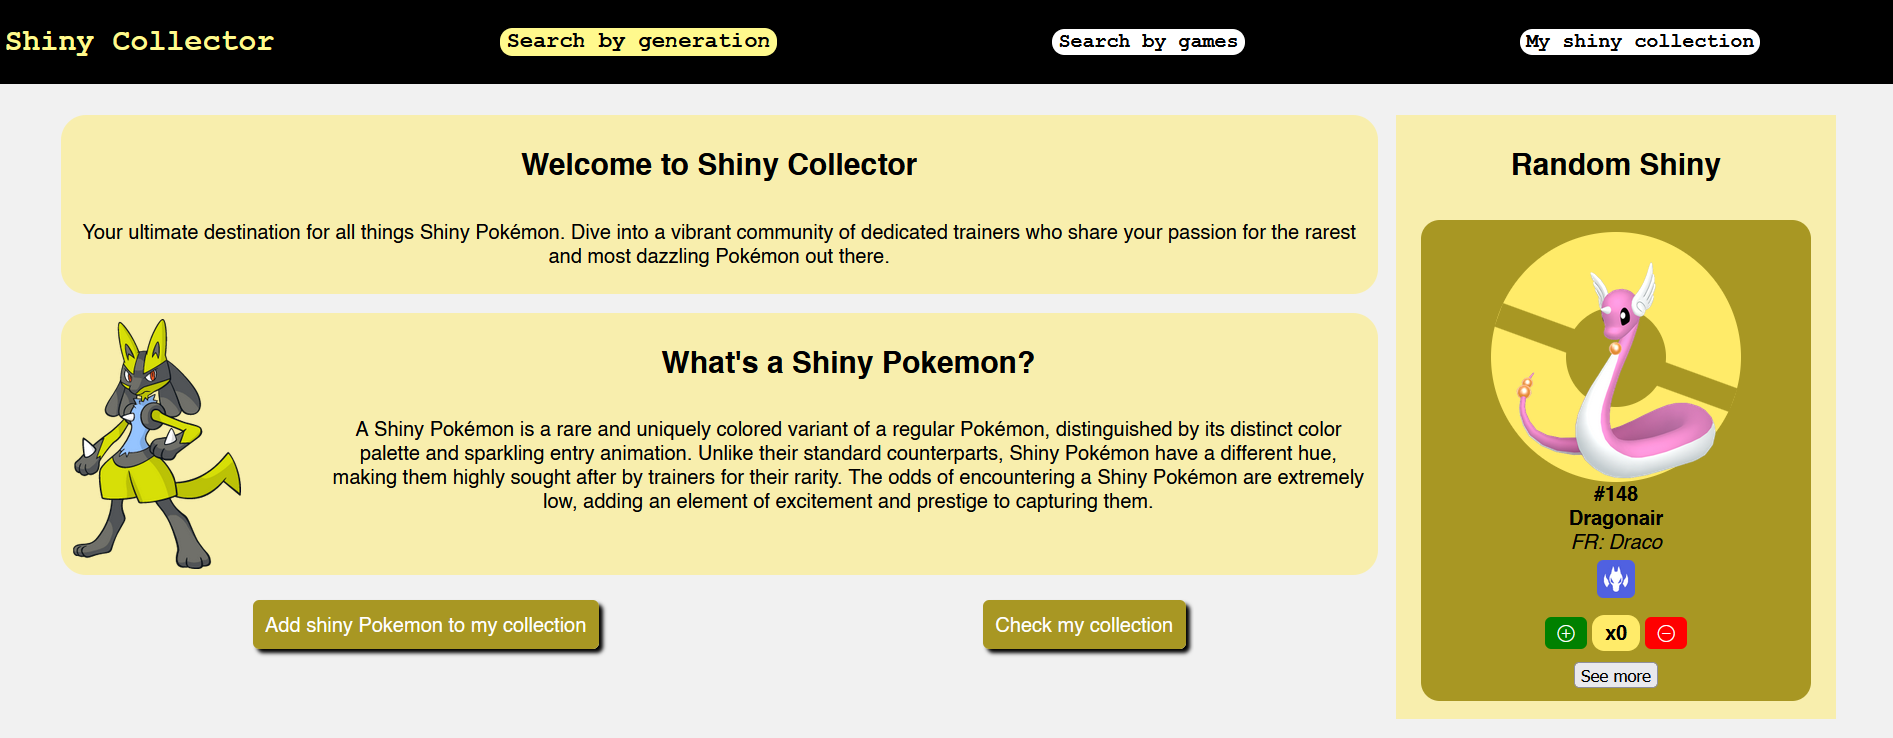 Shiny Collector
Search by generation
Search by games
My shiny collection
Welcome to Shiny Collector
Your ultimate destination for all things Shiny Pokémon. Dive into a vibrant community of dedicated trainers who share your passion for the rarest
and most dazzling Pokémon out there.
What's a Shiny Pokemon?
A Shiny Pokémon is a rare and uniquely colored variant of a regular Pokémon, distinguished by its distinct color
palette and sparkling entry animation. Unlike their standard counterparts, Shiny Pokémon have a different hue,
making them highly sought after by trainers for their rarity. The odds of encountering a Shiny Pokémon are extremely
low, adding an element of excitement and prestige to capturing them.
Add shiny Pokemon to my collection
Check my collection
Random Shiny
#148
Dragonair
FR: Draco
x0
See more